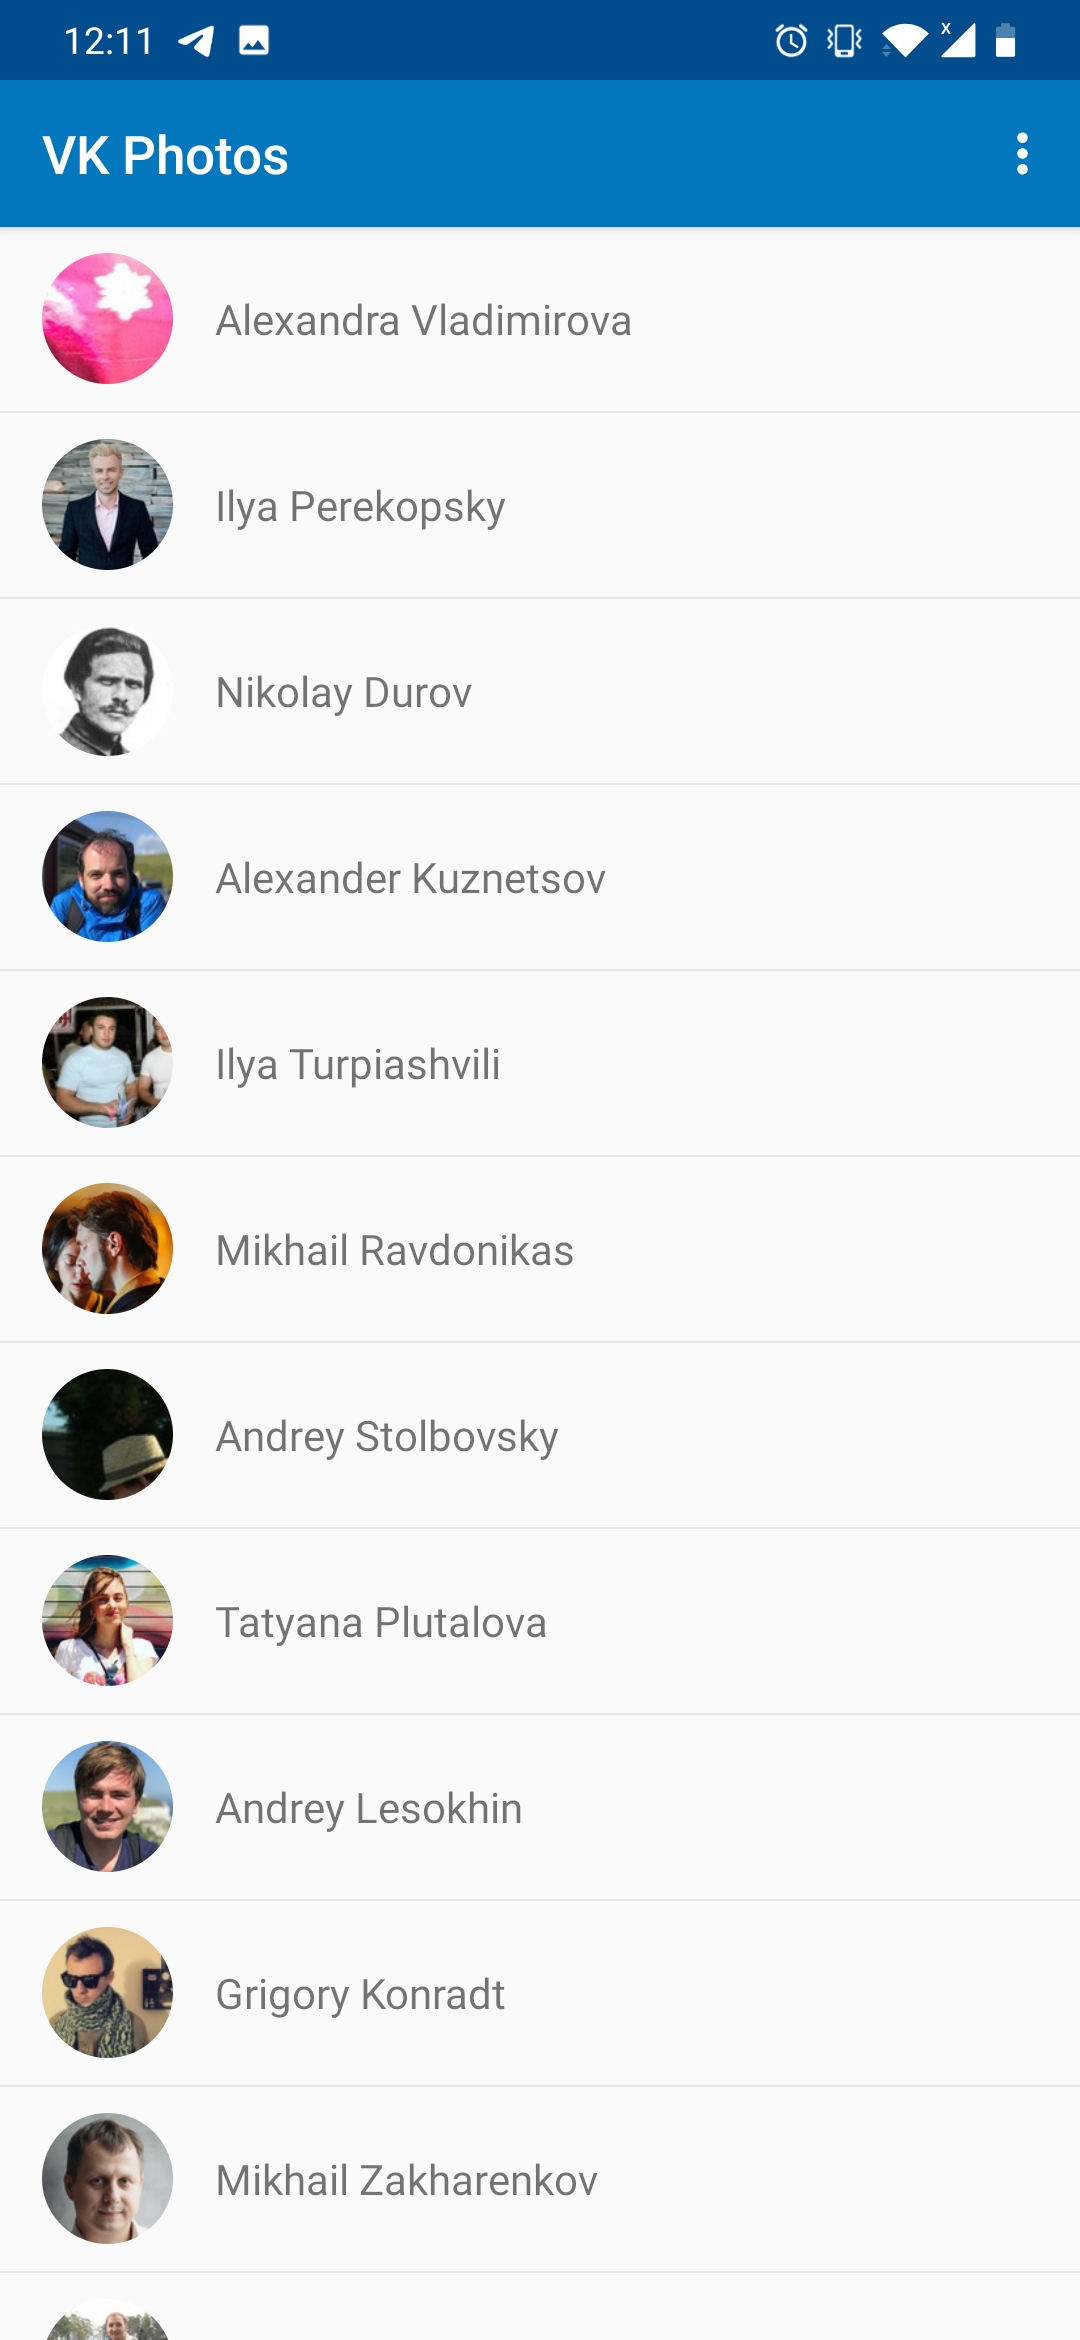 12:11
VK Photos
Alexandra Vladimirova
Ilya Perekopsky
Nikolay Durov
Alexander Kuznetsov
Ilya Turpiashvili
Mikhail Ravdonikas
Andrey Stolbovsky
Tatyana Plutalova
Andrey Lesokhin
Grigory Konradt
Mikhail Zakharenkov